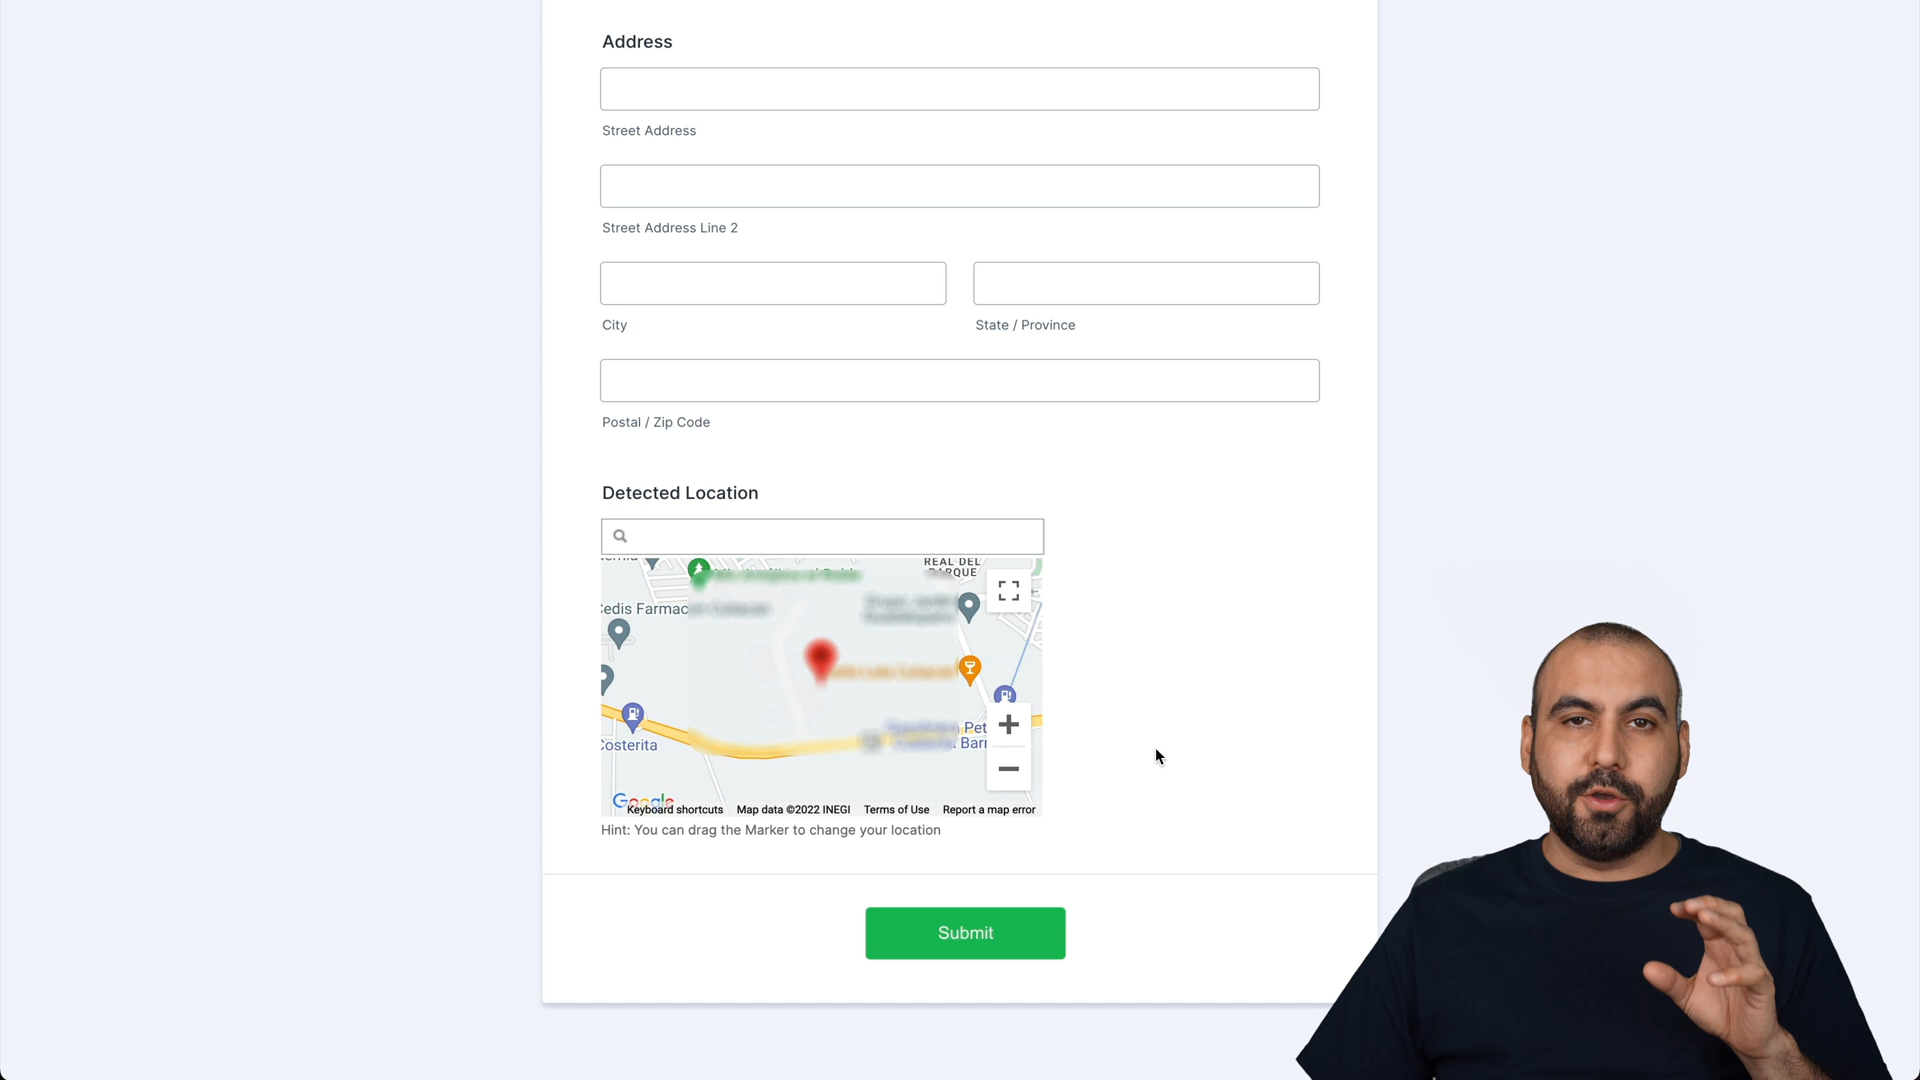 Address
Street Address
Street Address Line 2
City
State / Province
Postal / Zip Code
Detected Location
REAL DEL
PARQUE
Cedis Farmac
Pet
Costerita
Barr
Google
Keyboard shortcuts
Map data ©2022 INEGI
Terms of Use
Report a map error
Hint: You can drag the Marker to change your location
Submit